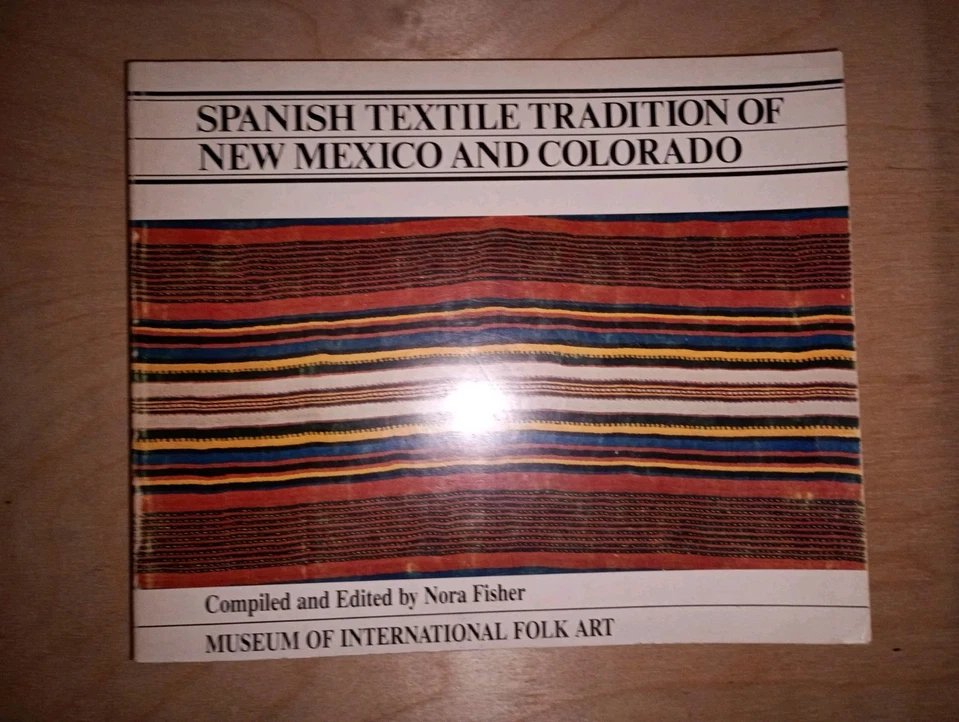 SPANISH TEXTILE TRADITION OF
NEW MEXICO AND COLORADO
Compiled and Edited by Nora Fisher
MUSEUM OF INTERNATIONAL FOLK ART